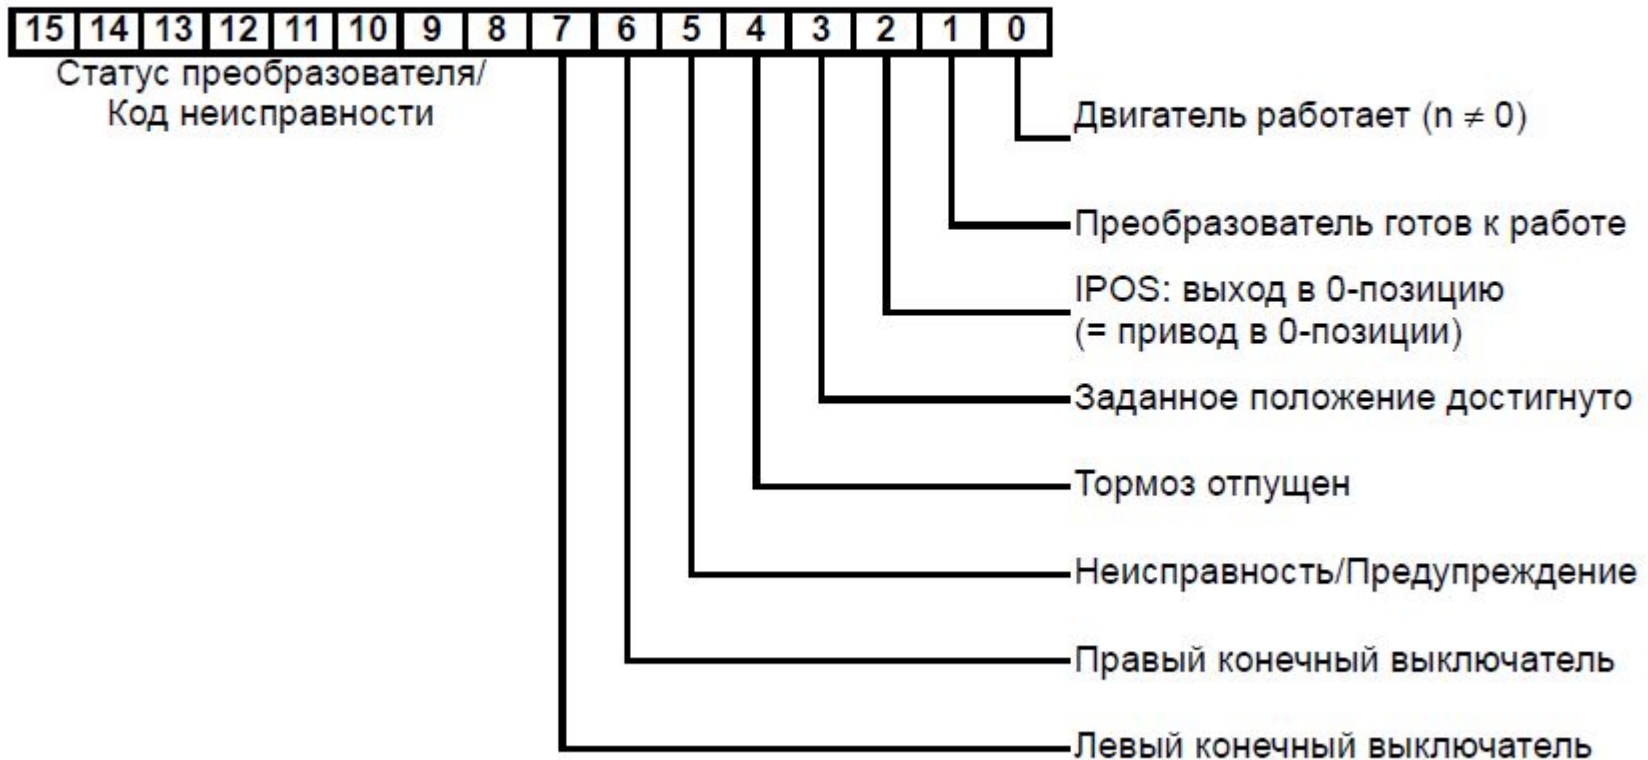 15 14 13 12 11 10 9 8 7 6 5 4 3 2 1 0
Статус преобразователя/
Код неисправности
Двигатель работает (n ≠ 0)
Преобразователь готов к работе
IPOS: выход в 0-позицию
(= привод в 0-позиции)
Заданное положение достигнуто
Тормоз отпущен
Неисправность/Предупреждение
Правый конечный выключатель
Левый конечный выключатель